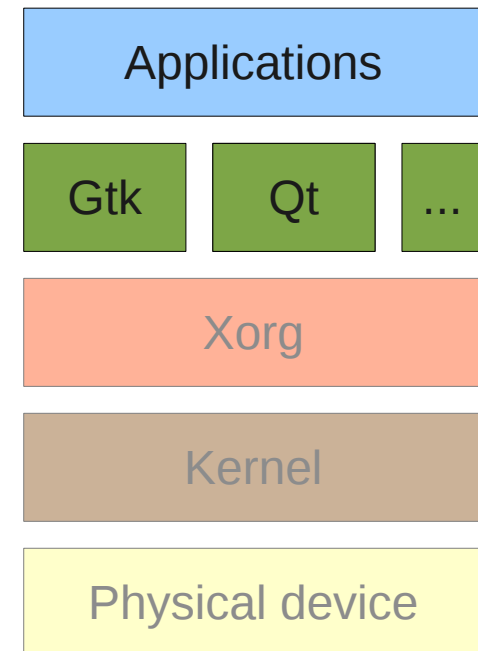 Applications
Gtk Qt ...
Xorg
Kernel
Physical device